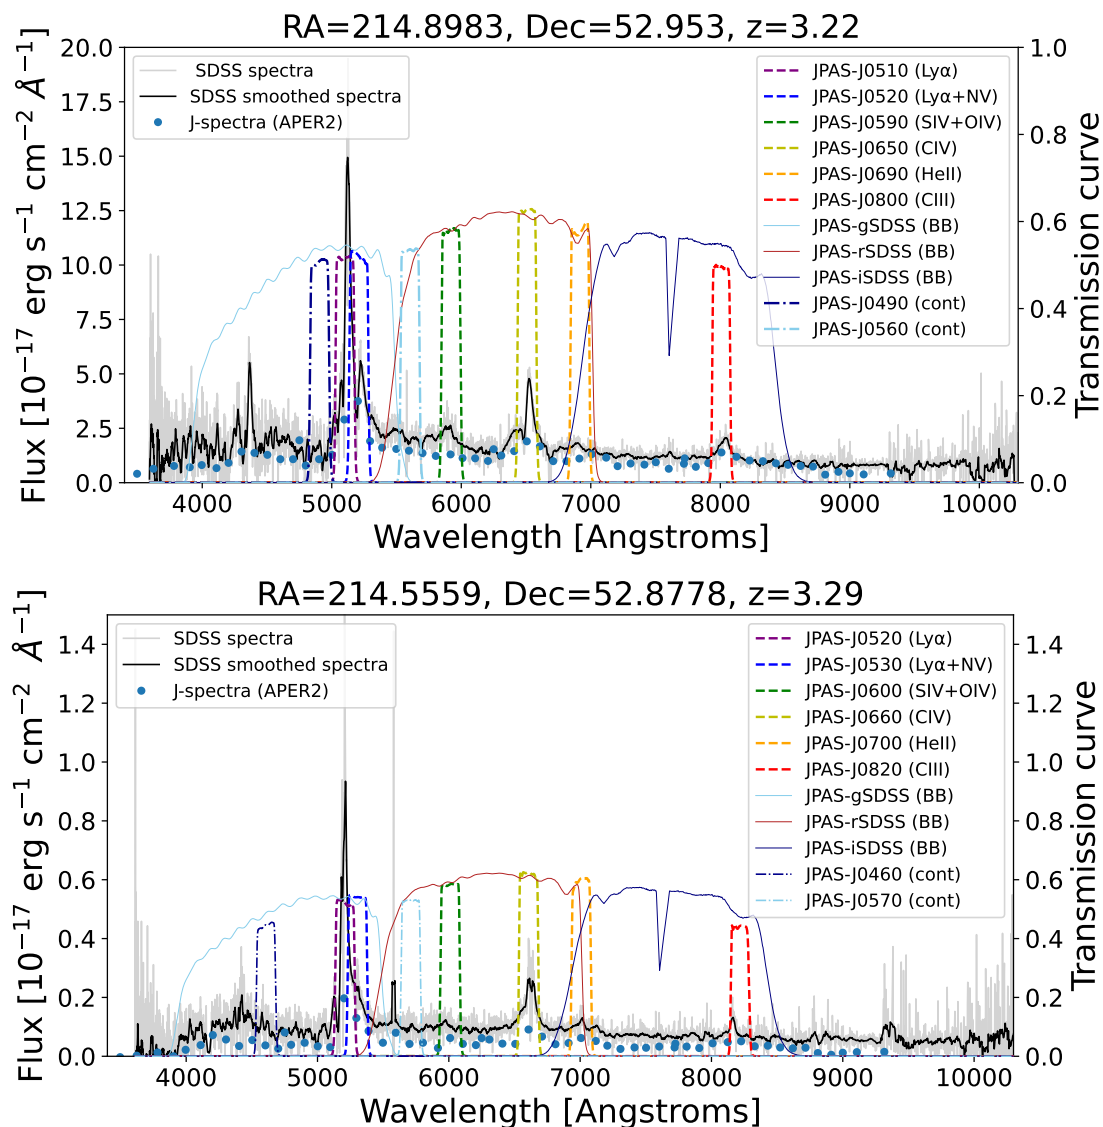 RA=214.8983, Dec=52.953, z=3.22
Flux [10⁻¹⁷ erg s⁻¹ cm⁻² Å⁻¹]
20.0
17.5
15.0
12.5
10.0
7.5
5.0
2.5
0.0
SDSS spectra
SDSS smoothed spectra
J-spectra (APER2)
JPAS-J0510 (Lyα)
JPAS-J0520 (Lyα+NV)
JPAS-J0590 (SIV+OIV)
JPAS-J0650 (CIV)
JPAS-J0690 (HeII)
JPAS-J0800 (CIII)
JPAS-gSDSS (BB)
JPAS-rSDSS (BB)
JPAS-iSDSS (BB)
JPAS-J0490 (cont)
JPAS-J0560 (cont)
1.0
0.8
0.6
0.4
0.2
0.0
Transmission curve
4000 5000 6000 7000 8000 9000 10000
Wavelength [Angstroms]
RA=214.5559, Dec=52.8778, z=3.29
Flux [10⁻¹⁷ erg s⁻¹ cm⁻² Å⁻¹]
1.4
1.2
1.0
0.8
0.6
0.4
0.2
0.0
SDSS spectra
SDSS smoothed spectra
J-spectra (APER2)
JPAS-J0520 (Lyα)
JPAS-J0530 (Lyα+NV)
JPAS-J0600 (SIV+OIV)
JPAS-J0660 (CIV)
JPAS-J0700 (HeII)
JPAS-J0820 (CIII)
JPAS-gSDSS (BB)
JPAS-rSDSS (BB)
JPAS-iSDSS (BB)
JPAS-J0460 (cont)
JPAS-J0570 (cont)
1.4
1.2
1.0
0.8
0.6
0.4
0.2
0.0
Transmission curve
4000 5000 6000 7000 8000 9000 10000
Wavelength [Angstroms]